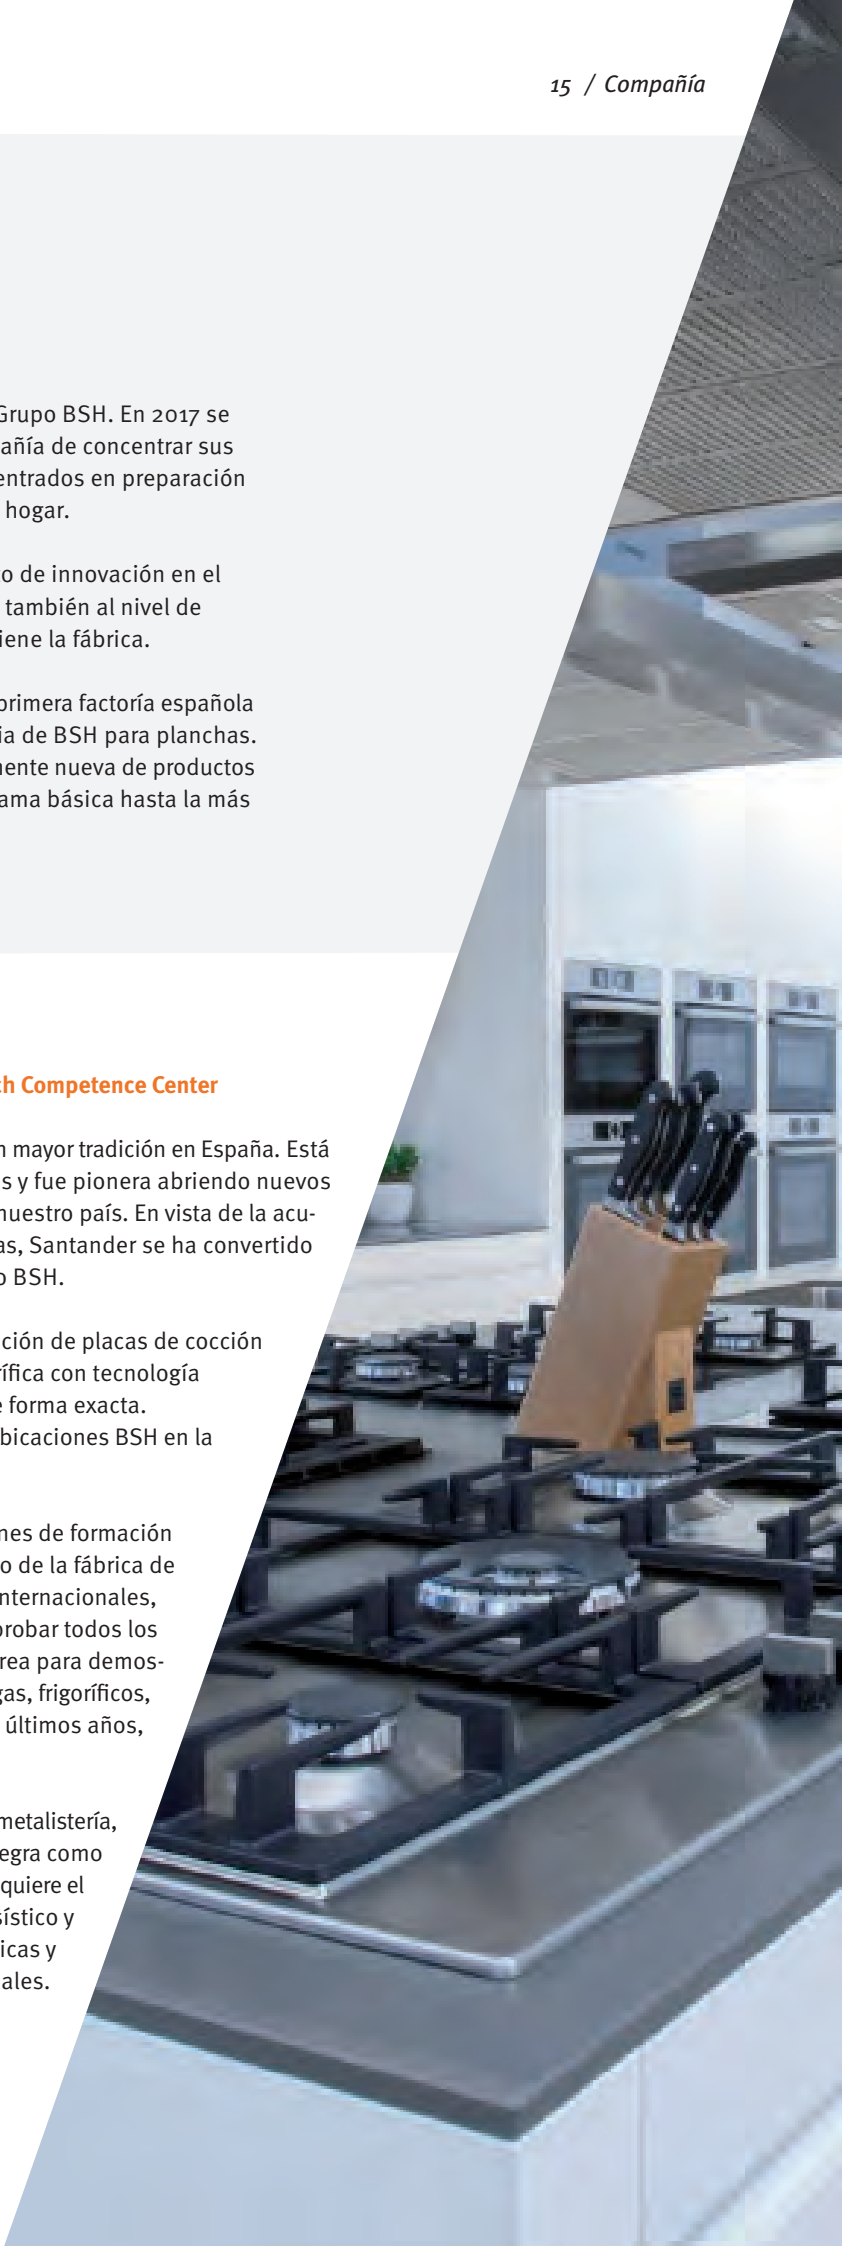 15 / Compañía
Grupo BSH. En 2017 se
añía de concentrar sus
entrados en preparación
hogar.
o de innovación en el
también al nivel de
iene la fábrica.
primera factoría española
ia de BSH para planchas.
mente nueva de productos
ama básica hasta la más
ch Competence Center
n mayor tradición en España. Está
s y fue pionera abriendo nuevos
nuestro país. En vista de la acu-
as, Santander se ha convertido
o BSH.
ción de placas de cocción
rífica con tecnología
e forma exacta.
bicaciones BSH en la
nes de formación
o de la fábrica de
internacionales,
probar todos los
rea para demos-
gas, frigoríficos,
últimos años,
metalistería,
egra como
quiere el
sístico y
icas y
ales.